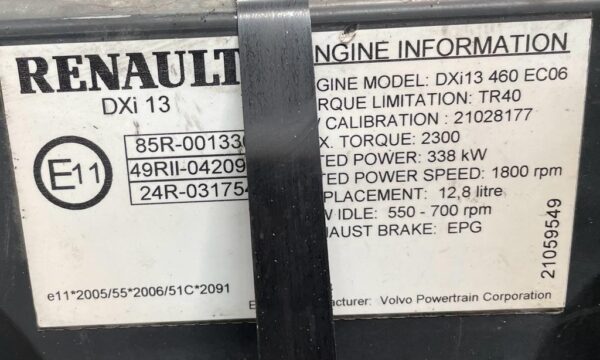 RENAULT
DXi 13
E11
85R-00133
49RII-04209
24R-03175
e11*2005/55*2006/51C*2091
NGINE INFORMATION
GINE MODEL: DXi13 460 EC06
RQUE LIMITATION: TR40
CALIBRATION: 21028177
X. TORQUE: 2300
TED POWER: 338 kW
TED POWER SPEED: 1800 rpm
PLACEMENT: 12,8 litre
W IDLE: 550 - 700 rpm
HAUST BRAKE: EPG
21059549
facturer: Volvo Powertrain Corporation